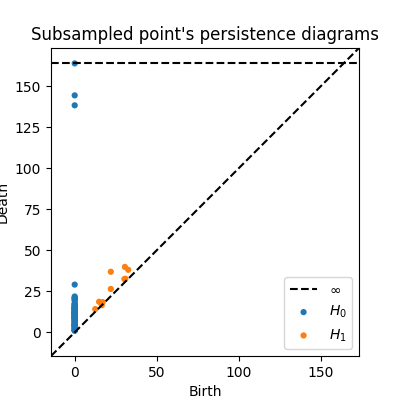 Subsampled point's persistence diagrams
150
125
100
75
50
25
0
Death
0 50 100 150
Birth
∞
H₀
H₁